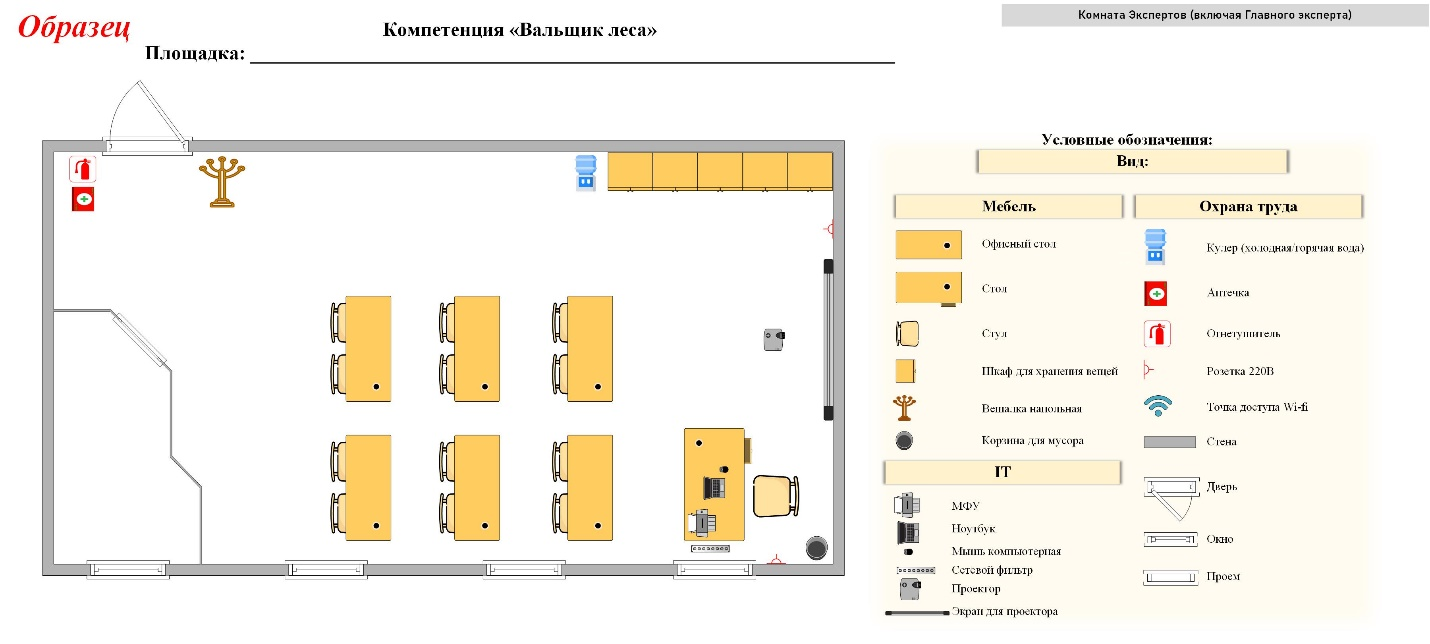 Образец
Компетенция «Вальщик леса»
Комната Экспертов (включая Главного эксперта)
Площадка:
Условные обозначения:
Вид:
Мебель
Офисный стол
Стол
Стул
Шкаф для хранения вещей
Вешалка напольная
Корзина для мусора
IT
МФУ
Ноутбук
Мышь компьютерная
Сетевой фильтр
Проектор
Экран для проектора
Охрана труда
Кулер (холодная/горячая вода)
Аптечка
Огнетушитель
Розетка 220В
Точка доступа Wi-fi
Стена
Дверь
Окно
Проем